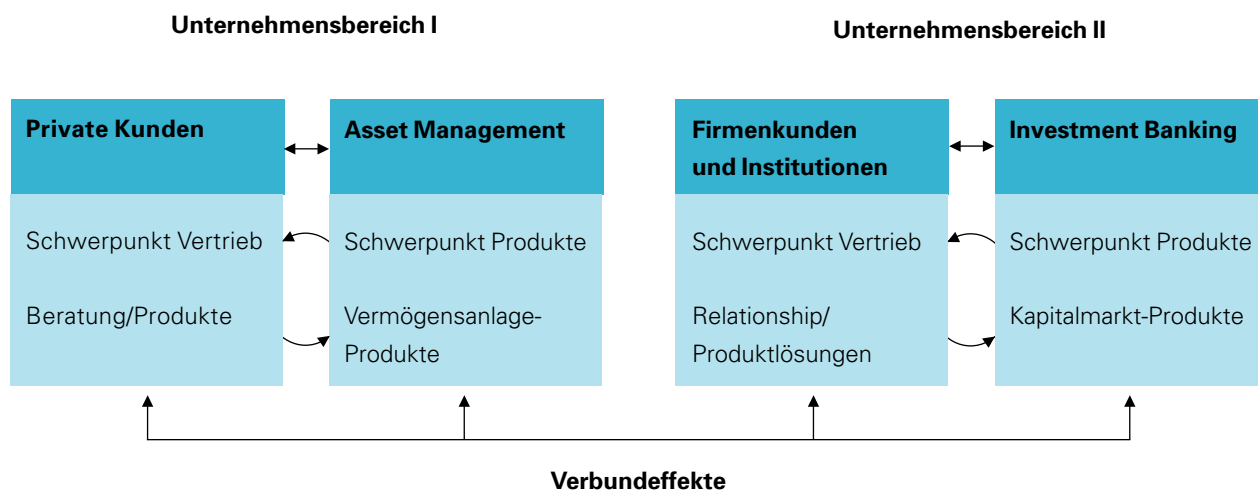 Unternehmensbereich I
Unternehmensbereich II
Private Kunden
Asset Management
Firmenkunden
und Institutionen
Investment Banking
Schwerpunkt Vertrieb
Schwerpunkt Produkte
Schwerpunkt Vertrieb
Schwerpunkt Produkte
Beratung/Produkte
Vermögensanlage-
Produkte
Relationship/
Produktlösungen
Kapitalmarkt-Produkte
Verbundeffekte